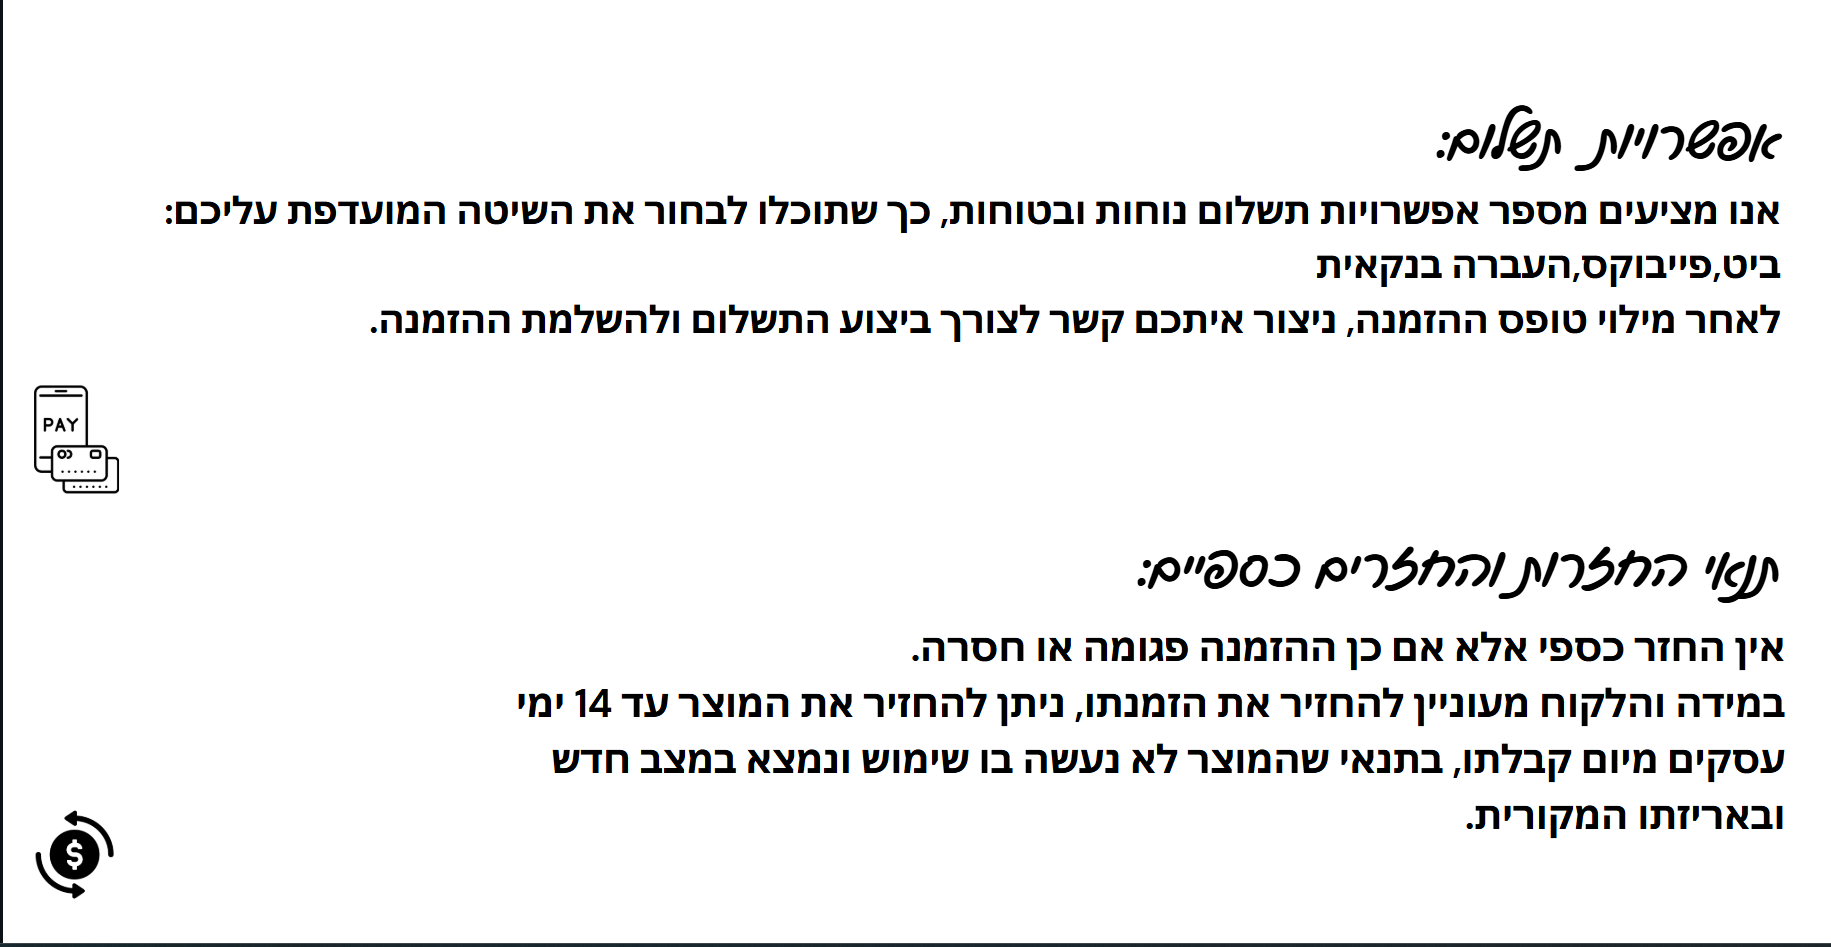 אפשרויות תשלום:
אנו מציעים מספר אפשרויות תשלום נוחות ובטוחות, כך שתוכלו לבחור את השיטה המועדפת עליכם:
ביט,פייבוקס,העברה בנקאית
לאחר מילוי טופס ההזמנה, ניצור איתכם קשר לצורך ביצוע התשלום ולהשלמת ההזמנה.
PAY
תנאי החזרות והחזרים כספיים:
אין החזר כספי אלא אם כן ההזמנה פגומה או חסרה.
במידה והלקוח מעוניין להחזיר את הזמנתו, ניתן להחזיר את המוצר עד 14 ימי
עסקים מיום קבלתו, בתנאי שהמוצר לא נעשה בו שימוש ונמצא במצב חדש
ובאריזתו המקורית.
$